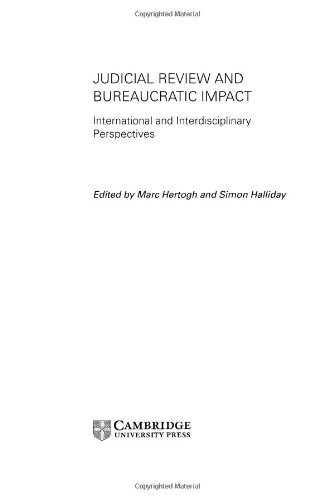 Copyrighted Material
JUDICIAL REVIEW AND
BUREAUCRATIC IMPACT
International and Interdisciplinary
Perspectives
Edited by Marc Hertogh and Simon Halliday
CAMBRIDGE
UNIVERSITY PRESS
Copyrighted Material